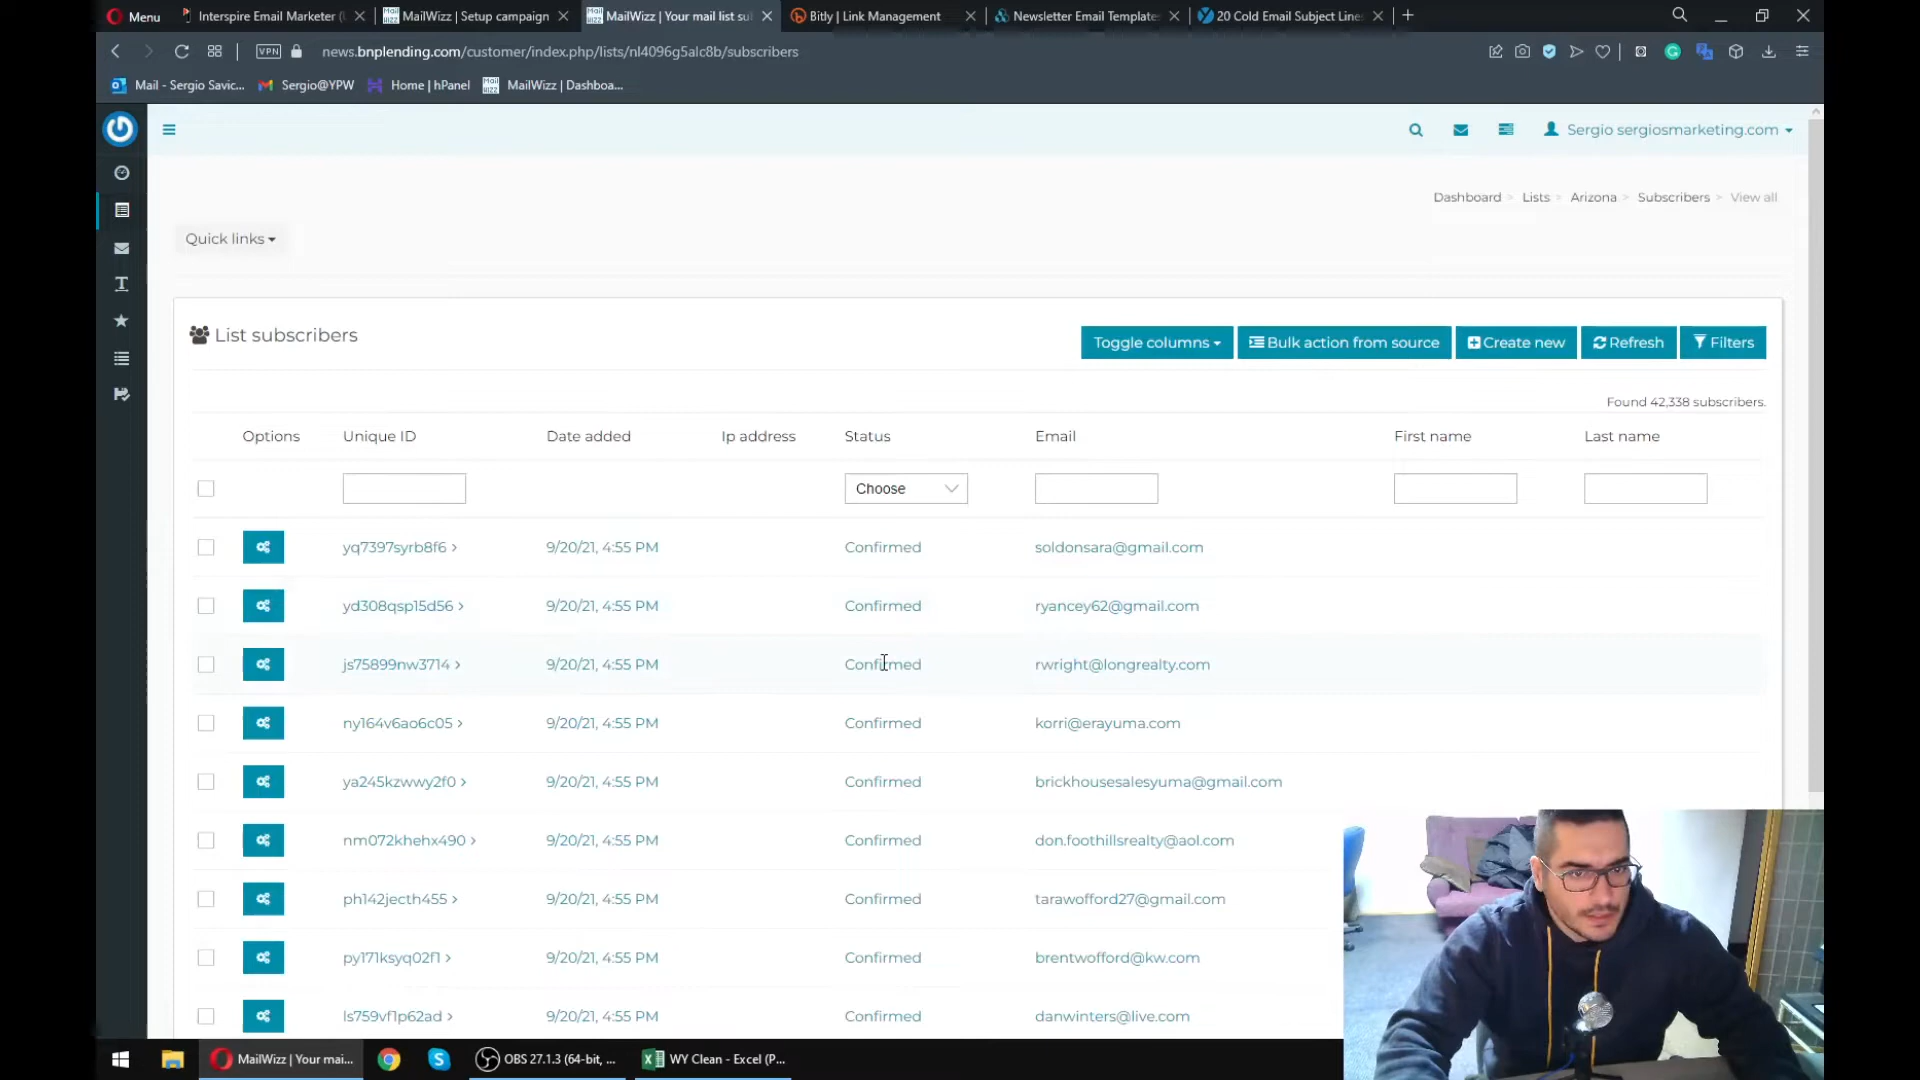 Menu
Interspire Email Marketer (
MailWizz | Setup campaign
MailWizz | Your mail list su
Bitly | Link Management
Newsletter Email Template
20 Cold Email Subject Line
VPN
news.bnplending.com/customer/index.php/lists/nl4096g5alc8b/subscribers
Mail - Sergio Savic...
Sergio@YPW
Home | hPanel
MailWizz | Dashboa...
Sergio sergiosmarketing.com
Dashboard > Lists > Arizona > Subscribers > View all
Quick links
List subscribers
Toggle columns
Bulk action from source
Create new
Refresh
Filters
Found 42,338 subscribers.
Options Unique ID Date added Ip address Status Email First name Last name
Choose
yq7397syrb8f6 > 9/20/21, 4:55 PM Confirmed soldonsara@gmail.com
yd308qsp15d56 > 9/20/21, 4:55 PM Confirmed ryancey62@gmail.com
js75899nw3714 > 9/20/21, 4:55 PM Confirmed rwright@longrealty.com
ny164v6ao6c05 > 9/20/21, 4:55 PM Confirmed korri@erayuma.com
ya245kzwwy2f0 > 9/20/21, 4:55 PM Confirmed brickhousesalesyuma@gmail.com
nm072khehx490 > 9/20/21, 4:55 PM Confirmed don.foothillsrealty@aol.com
ph142jecth455 > 9/20/21, 4:55 PM Confirmed tarawofford27@gmail.com
py171ksyq02f1 > 9/20/21, 4:55 PM Confirmed brentwofford@kw.com
ls759vf1p62ad > 9/20/21, 4:55 PM Confirmed danwinters@live.com
MailWizz | Your mai...
OBS 27.1.3 (64-bit, ...
WY Clean - Excel (P...